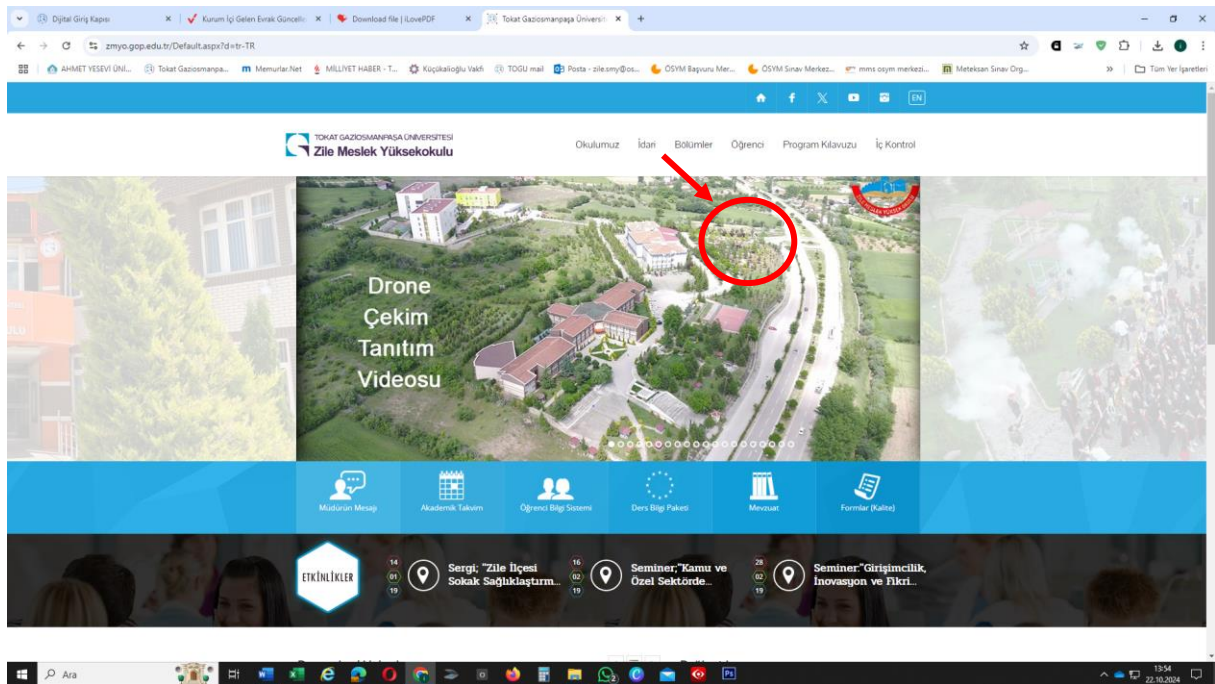 Dijital Giriş Kapısı
Kurum İçi Gelen Evrak Güncelle
Download file | iLovePDF
Tokat Gaziosmanpaşa Üniversit
zmyo.gop.edu.tr/Default.aspx?d=tr-TR
AHMET YESEVİ ÜNİ...
Tokat Gaziosmanpa...
Memurlar.Net
MİLLİYET HABER - T...
Küçükalioğlu Vakfı
TOGU mail
Posta - zile.smy@os...
ÖSYM Başvuru Mer...
ÖSYM Sınav Merkez...
mms osym merkezi...
Meteksan Sınav Org...
Tüm Yer İşaretleri
EN
TOKAT GAZİOSMANPAŞA ÜNİVERSİTESİ
Zile Meslek Yüksekokulu
Okulumuz İdari Bölümler Öğrenci Program Kılavuzu İç Kontrol
Drone
Çekim
Tanıtım
Videosu
Müdürün Mesajı
Akademik Takvim
Öğrenci Bilgi Sistemi
Ders Bilgi Paketi
Mevzuat
Formlar (Kalite)
ETKİNLİKLER
14
01
19
Sergi; "Zile İlçesi
Sokak Sağlıklaştırm...
16
02
19
Seminer;"Kamu ve
Özel Sektörde...
28
02
19
Seminer:"Girişimcilik,
İnovasyon ve Fikri...
Ara
13:54
22.10.2024